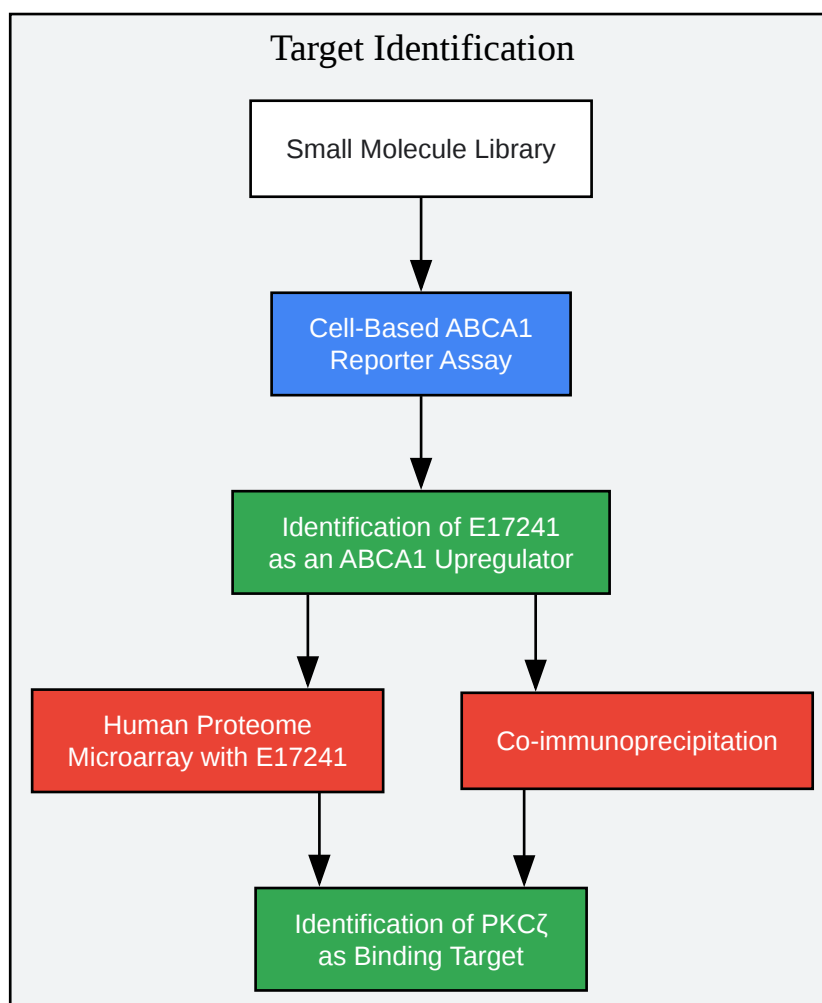 Target Identification
Small Molecule Library
Cell-Based ABCA1
Reporter Assay
Identification of E17241
as an ABCA1 Upregulator
Human Proteome
Microarray with E17241
Co-immunoprecipitation
Identification of PKCζ
as Binding Target